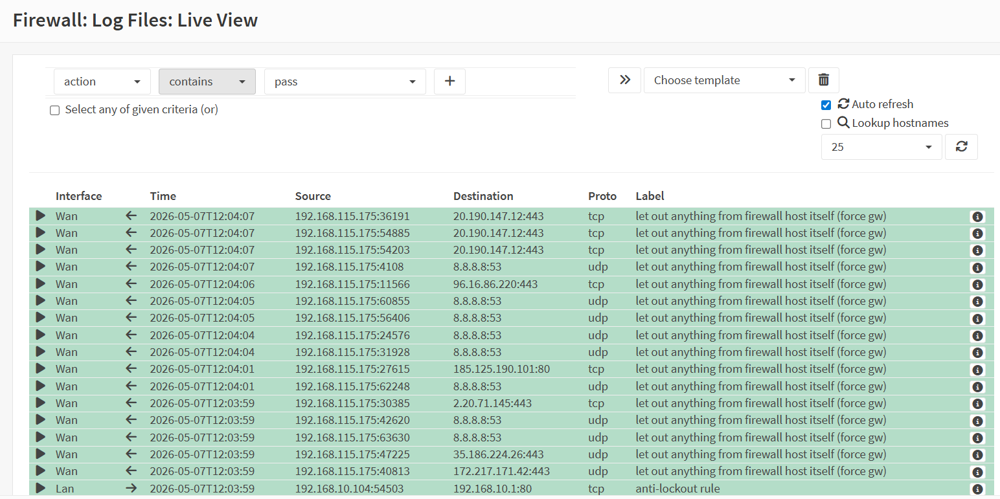 Firewall: Log Files: Live View
action contains pass + Choose template
Select any of given criteria (or)
Auto refresh
Lookup hostnames
25
Interface Time Source Destination Proto Label
Wan 2026-05-07T12:04:07 192.168.115.175:36191 20.190.147.12:443 tcp let out anything from firewall host itself (force gw)
Wan 2026-05-07T12:04:07 192.168.115.175:54885 20.190.147.12:443 tcp let out anything from firewall host itself (force gw)
Wan 2026-05-07T12:04:07 192.168.115.175:54203 20.190.147.12:443 tcp let out anything from firewall host itself (force gw)
Wan 2026-05-07T12:04:07 192.168.115.175:4108 8.8.8.8:53 udp let out anything from firewall host itself (force gw)
Wan 2026-05-07T12:04:06 192.168.115.175:11566 96.16.86.220:443 tcp let out anything from firewall host itself (force gw)
Wan 2026-05-07T12:04:05 192.168.115.175:60855 8.8.8.8:53 udp let out anything from firewall host itself (force gw)
Wan 2026-05-07T12:04:05 192.168.115.175:56406 8.8.8.8:53 udp let out anything from firewall host itself (force gw)
Wan 2026-05-07T12:04:04 192.168.115.175:24576 8.8.8.8:53 udp let out anything from firewall host itself (force gw)
Wan 2026-05-07T12:04:04 192.168.115.175:31928 8.8.8.8:53 udp let out anything from firewall host itself (force gw)
Wan 2026-05-07T12:04:01 192.168.115.175:27615 185.125.190.101:80 tcp let out anything from firewall host itself (force gw)
Wan 2026-05-07T12:04:01 192.168.115.175:62248 8.8.8.8:53 udp let out anything from firewall host itself (force gw)
Wan 2026-05-07T12:03:59 192.168.115.175:30385 2.20.71.145:443 tcp let out anything from firewall host itself (force gw)
Wan 2026-05-07T12:03:59 192.168.115.175:42620 8.8.8.8:53 udp let out anything from firewall host itself (force gw)
Wan 2026-05-07T12:03:59 192.168.115.175:63630 8.8.8.8:53 udp let out anything from firewall host itself (force gw)
Wan 2026-05-07T12:03:59 192.168.115.175:47225 35.186.224.26:443 udp let out anything from firewall host itself (force gw)
Wan 2026-05-07T12:03:59 192.168.115.175:40813 172.217.171.42:443 udp let out anything from firewall host itself (force gw)
Lan 2026-05-07T12:03:59 192.168.10.104:54503 192.168.10.1:80 tcp anti-lockout rule